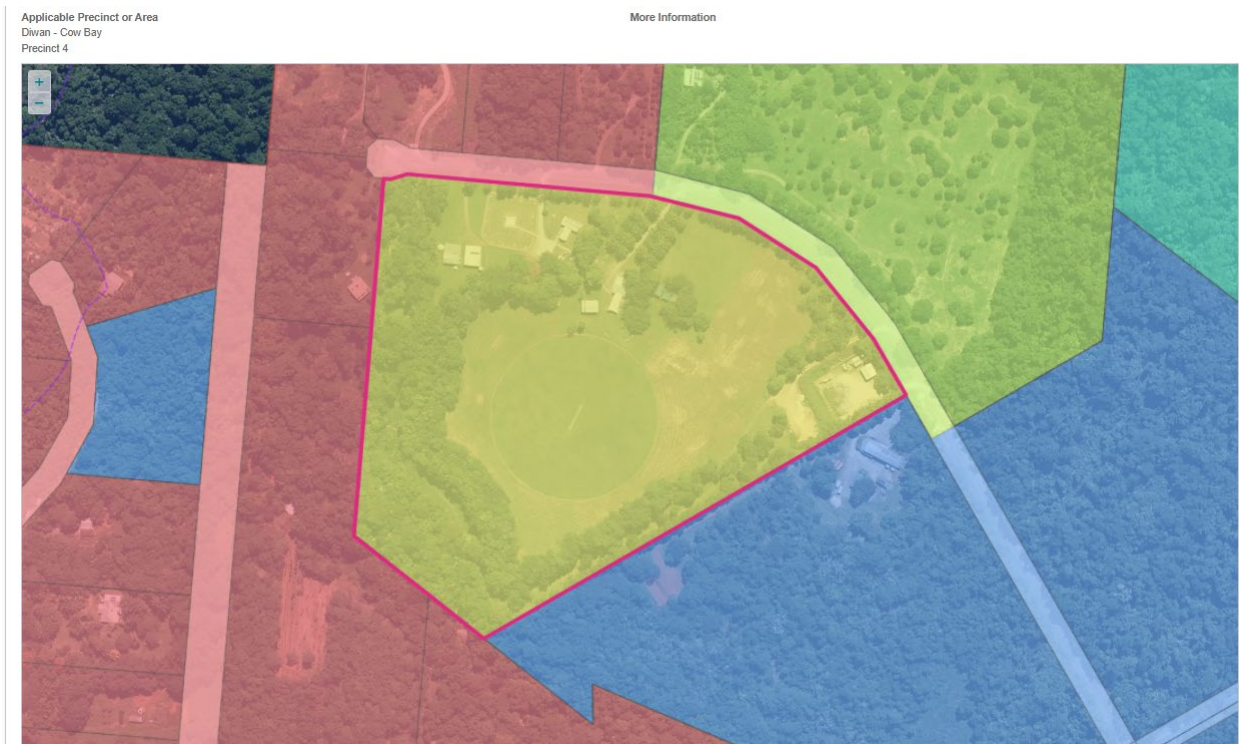 Applicable Precinct or Area
More Information
Diwan - Cow Bay
Precinct 4
+
−